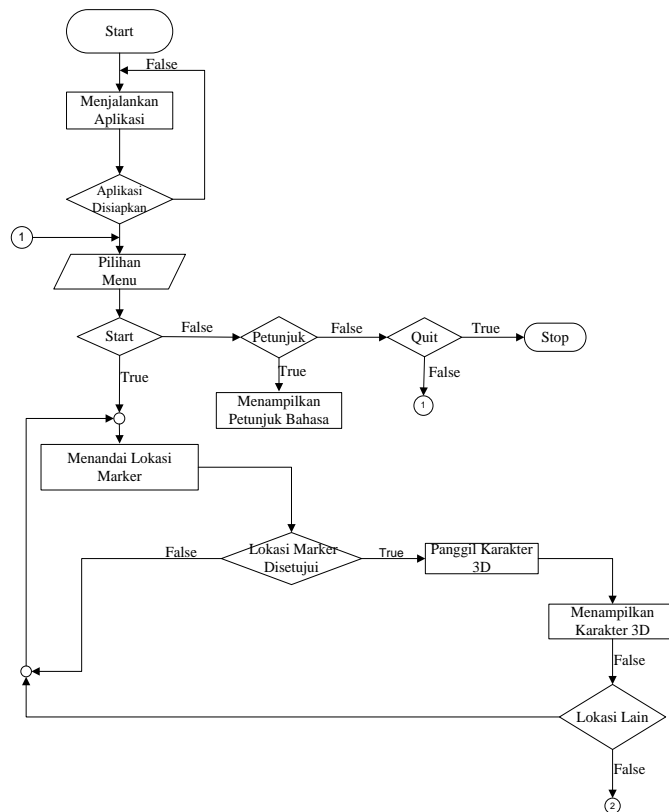 Start
False
Menjalankan
Aplikasi
Aplikasi
Disiapkan
1
Pilihan
Menu
Start
False
Petunjuk
False
Quit
True
Stop
True
True
False
Menampilkan
Petunjuk Bahasa
1
Menandai Lokasi
Marker
False
Lokasi Marker
Disetujui
True
Panggil Karakter
3D
Menampilkan
Karakter 3D
False
Lokasi Lain
False
2